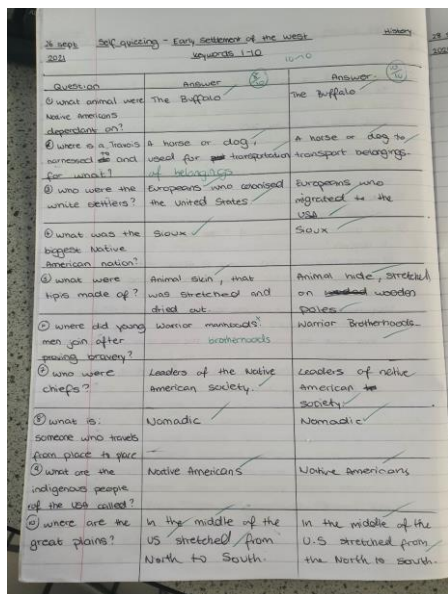 26 Sept Self quizzing - Early settlement of the west History
2021 Keywords 1-10 10-10
Question Answer Answer
① what animal were The Buffalo The Buffalo
Native Americans
dependant on?
② where is a Travois A horse or dog, A horse or dog to
harnessed to and used for transportation transport belongings.
for what? of belongings
③ who were the Europeans who colonised Europeans who
white settlers? the United States migrated to the
USA
④ what was the Sioux Sioux
biggest Native
American nation?
⑤ what were Animal skin, that Animal hide, stretched
tipis made of? was stretched and on wooden
dried out. poles.
⑥ where did young Warrior manhoods Warrior Brotherhoods
men join after brotherhoods
proving bravery?
⑦ who were Leaders of the Native Leaders of native
chiefs? American society. American
society
⑧ what is: Nomadic Nomadic
someone who travels
from place to place
⑨ what are the Native Americans Native Americans
indigenous people
of the USA called?
⑩ where are the In the middle of the In the middle of the
great plains? US stretched from U.S stretched from
North to South. the North to south.